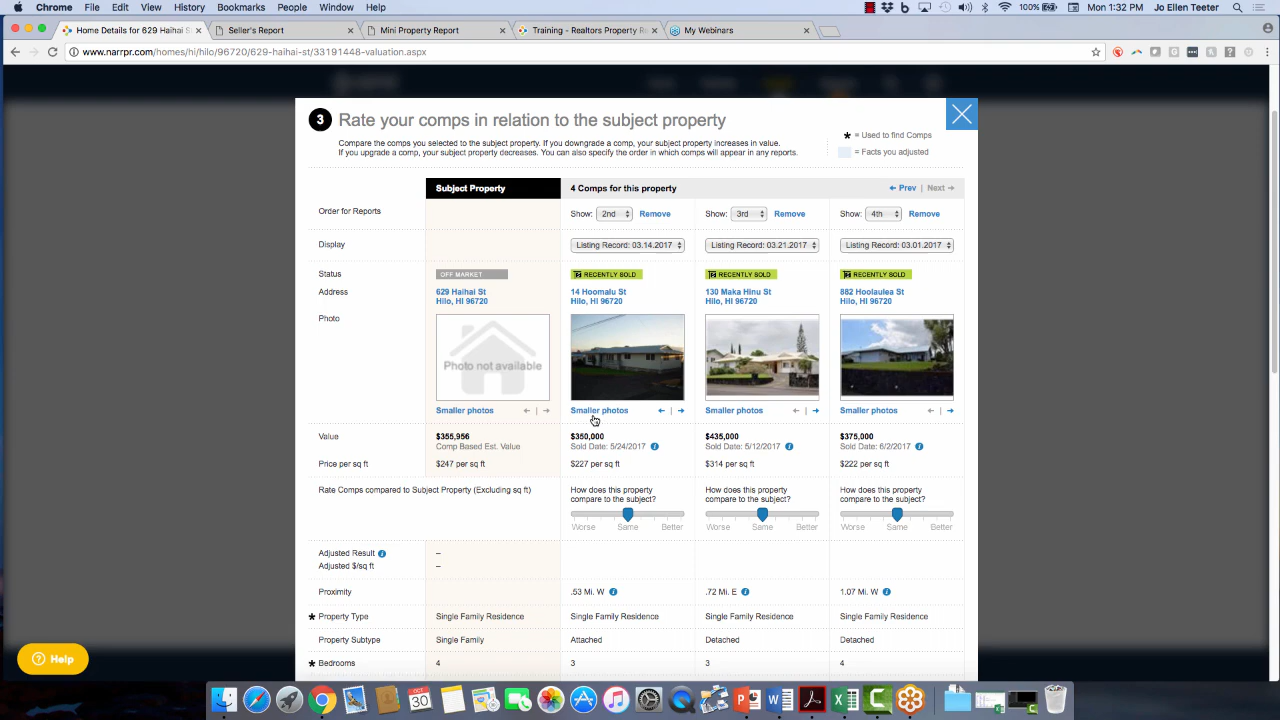 Chrome File Edit View History Bookmarks People Window Help 100% Mon 1:32 PM Jo Ellen Teeter
Home Details for 629 Haihai S Seller's Report Mini Property Report Training - Realtors Property R My Webinars
www.narrpr.com/homes/hi/hilo/96720/629-haihai-st/33191448-valuation.aspx
3 Rate your comps in relation to the subject property
Compare the comps you selected to the subject property. If you downgrade a comp, your subject property increases in value.
If you upgrade a comp, your subject property decreases. You can also specify the order in which comps will appear in any reports.
* = Used to find Comps
= Facts you adjusted
Subject Property 4 Comps for this property ← Prev | Next →
Order for Reports Show: 2nd Remove Show: 3rd Remove Show: 4th Remove
Display Listing Record: 03.14.2017 Listing Record: 03.21.2017 Listing Record: 03.01.2017
Status OFF MARKET RECENTLY SOLD RECENTLY SOLD RECENTLY SOLD
Address 629 Haihai St 14 Hoomalu St 130 Maka Hinu St 882 Hoolaulea St
Hilo, HI 96720 Hilo, HI 96720 Hilo, HI 96720 Hilo, HI 96720
Photo
Photo not available
Smaller photos ← | → Smaller photos ← | → Smaller photos ← | → Smaller photos ← | →
Value $355,956 $350,000 $435,000 $375,000
Comp Based Est. Value Sold Date: 5/24/2017 Sold Date: 5/12/2017 Sold Date: 6/2/2017
Price per sq ft $247 per sq ft $227 per sq ft $314 per sq ft $222 per sq ft
Rate Comps compared to Subject Property (Excluding sq ft) How does this property How does this property How does this property
compare to the subject? compare to the subject? compare to the subject?
Worse Same Better Worse Same Better Worse Same Better
Adjusted Result –
Adjusted $/sq ft –
Proximity .53 Mi. W .72 Mi. E 1.07 Mi. W
* Property Type Single Family Residence Single Family Residence Single Family Residence Single Family Residence
Property Subtype Single Family Attached Detached Detached
* Bedrooms 4 3 3 4
? Help
OCT
30